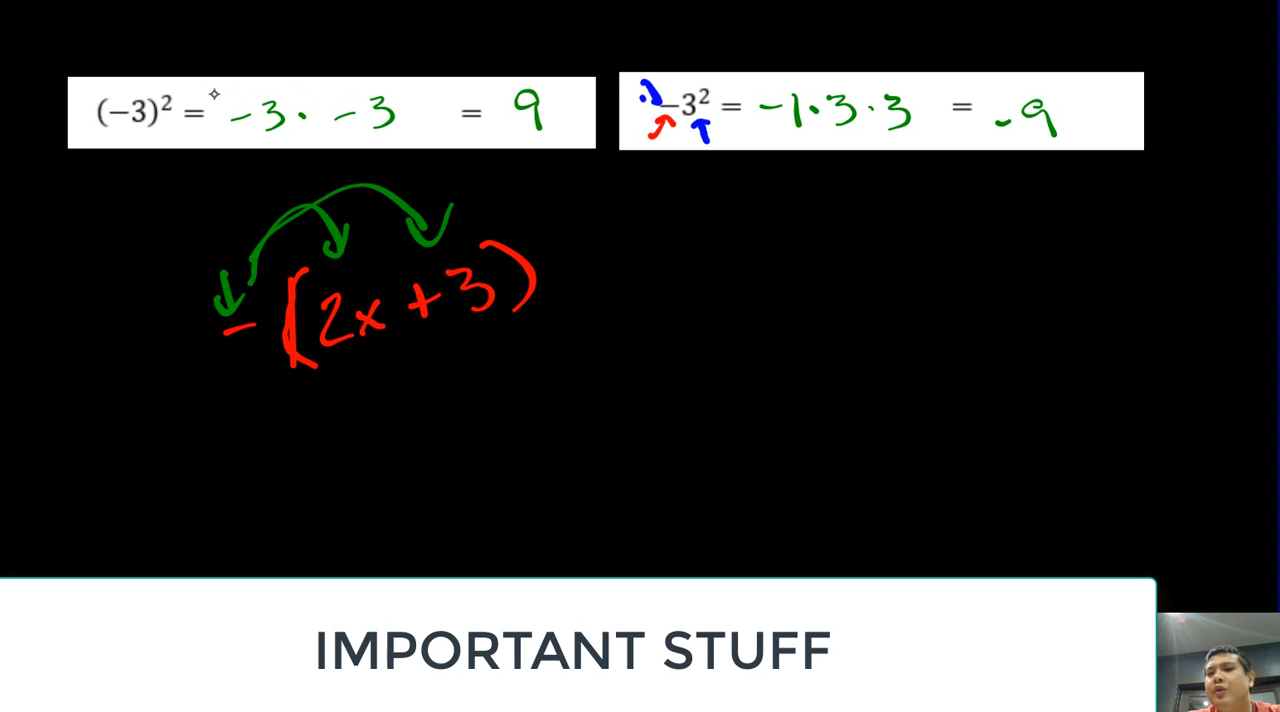 (−3)² = -3 · -3 = 9
−3² = -1·3·3 = -9
-(2x+3)
IMPORTANT STUFF